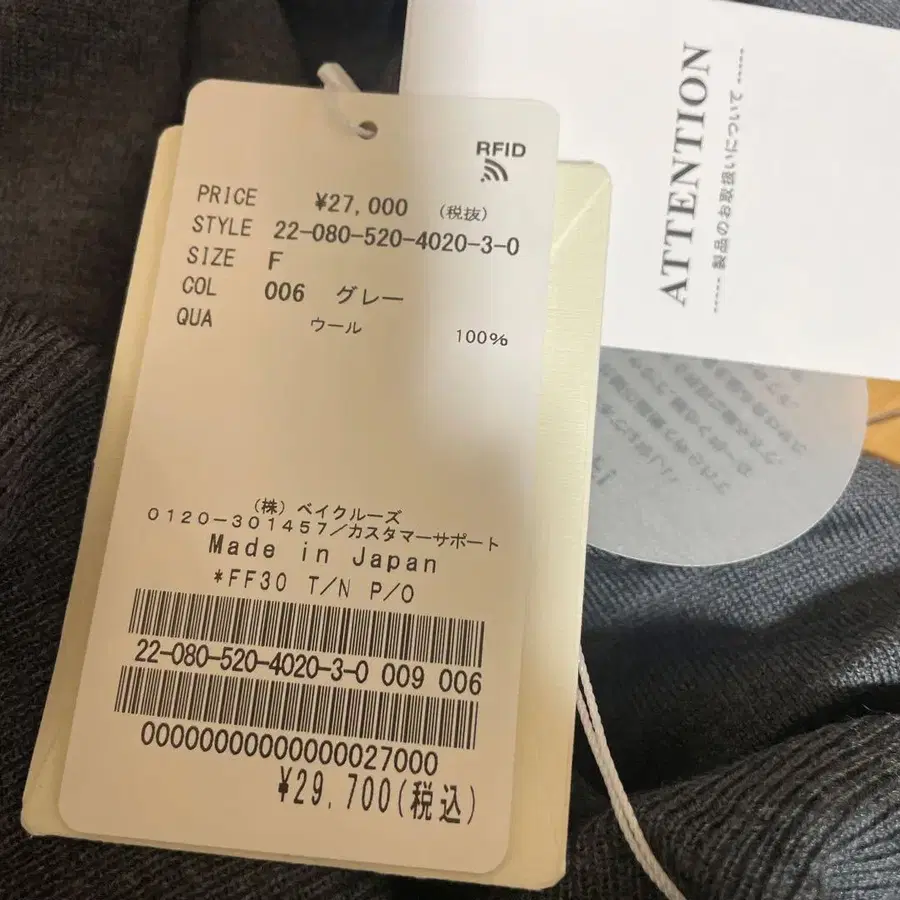 RFID
PRICE ¥27,000 (税抜)
STYLE 22-080-520-4020-3-0
SIZE F
COL 006 グレー
QUA ウール 100%
(株) ベイクルーズ
0120-301457/カスタマーサポート
Made in Japan
*FF30 T/N P/O
22-080-520-4020-3-0 009 006
00000000000000027000
¥29,700(税込)
ATTENTION
----- 製品のお取扱いについて -----